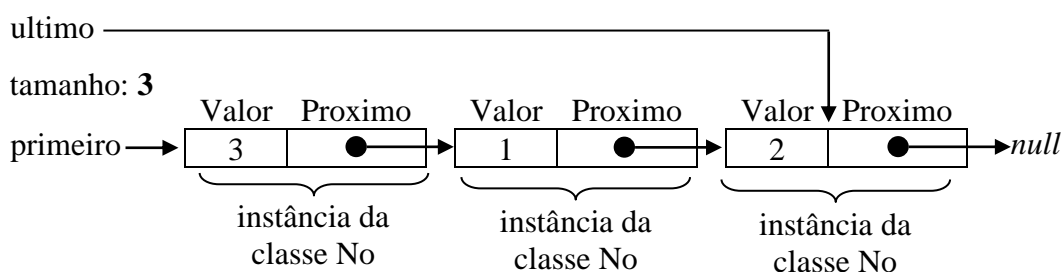 ultimo
tamanho: 3
Valor Proximo Valor Proximo Valor Proximo
primeiro 3 1 2 null
instância da classe No
instância da classe No
instância da classe No